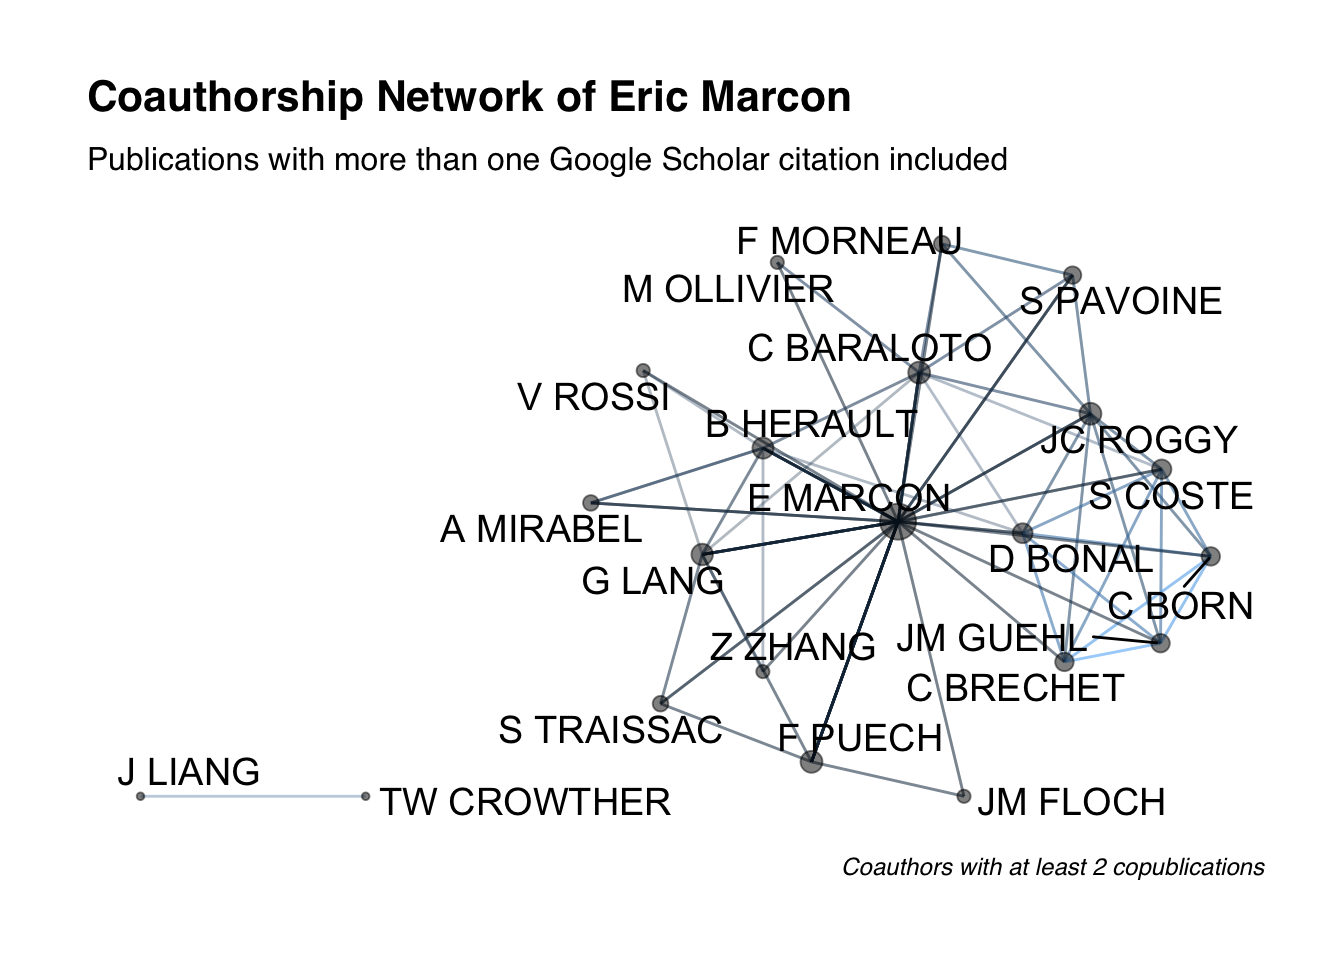 Coauthorship Network of Eric Marcon
Publications with more than one Google Scholar citation included
F MORNEAU
M OLLIVIER
S PAVOINE
C BARALOTO
V ROSSI
B HERAULT
JC ROGGY
E MARCON
S COSTE
A MIRABEL
D BONAL
G LANG
C BORN
Z ZHANG
JM GUEHL
C BRECHET
S TRAISSAC
F PUECH
J LIANG
TW CROWTHER
JM FLOCH
Coauthors with at least 2 copublications